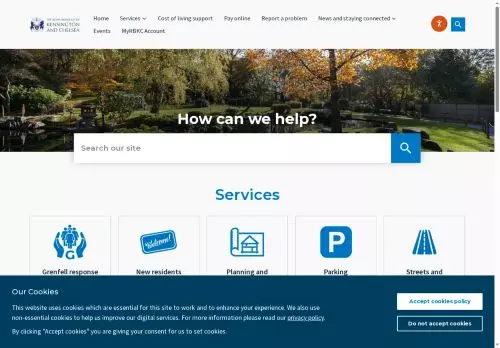 THE ROYAL BOROUGH OF
KENSINGTON
AND CHELSEA
Home Services Cost of living support Pay online Report a problem News and staying connected
Events MyRBKC Account
How can we help?
Search our site
Services
Welcome!
G
P
Grenfell response New residents Planning and Parking Streets and
Our Cookies
This website uses cookies which are essential for this site to work and to enhance your experience. We also use
non-essential cookies to help us improve our digital services. For more information please read our privacy policy.
By clicking "Accept cookies" you are giving your consent for us to set cookies.
Accept cookies policy
Do not accept cookies